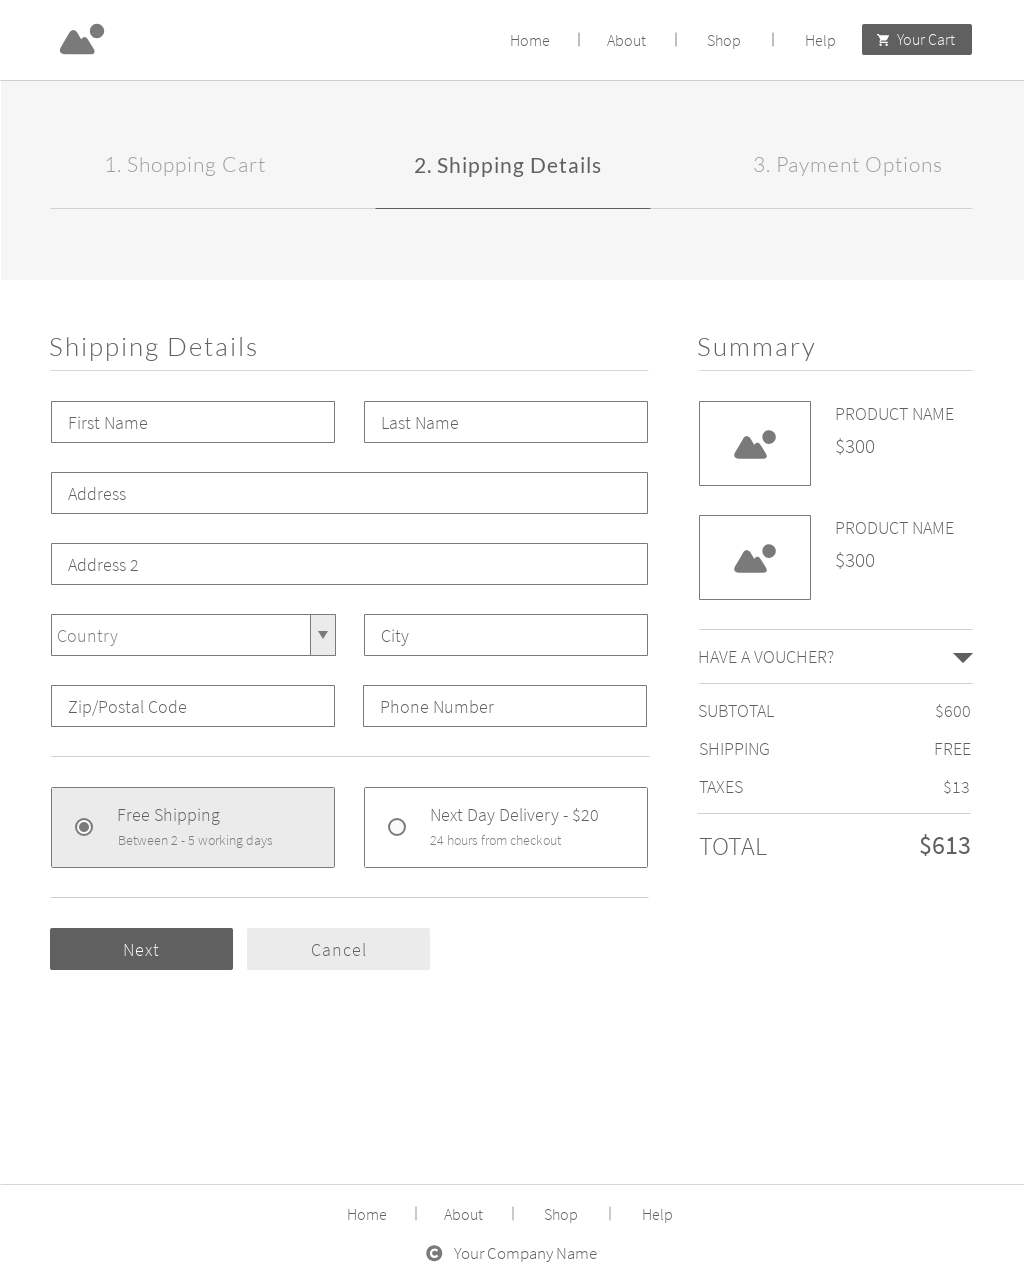 Home | About | Shop | Help Your Cart
1. Shopping Cart 2. Shipping Details 3. Payment Options
Shipping Details
First Name Last Name
Address
Address 2
Country City
Zip/Postal Code Phone Number
Free Shipping
Between 2 - 5 working days
Next Day Delivery - $20
24 hours from checkout
Next Cancel
Summary
PRODUCT NAME
$300
PRODUCT NAME
$300
HAVE A VOUCHER?
SUBTOTAL $600
SHIPPING FREE
TAXES $13
TOTAL $613
Home | About | Shop | Help
© Your Company Name